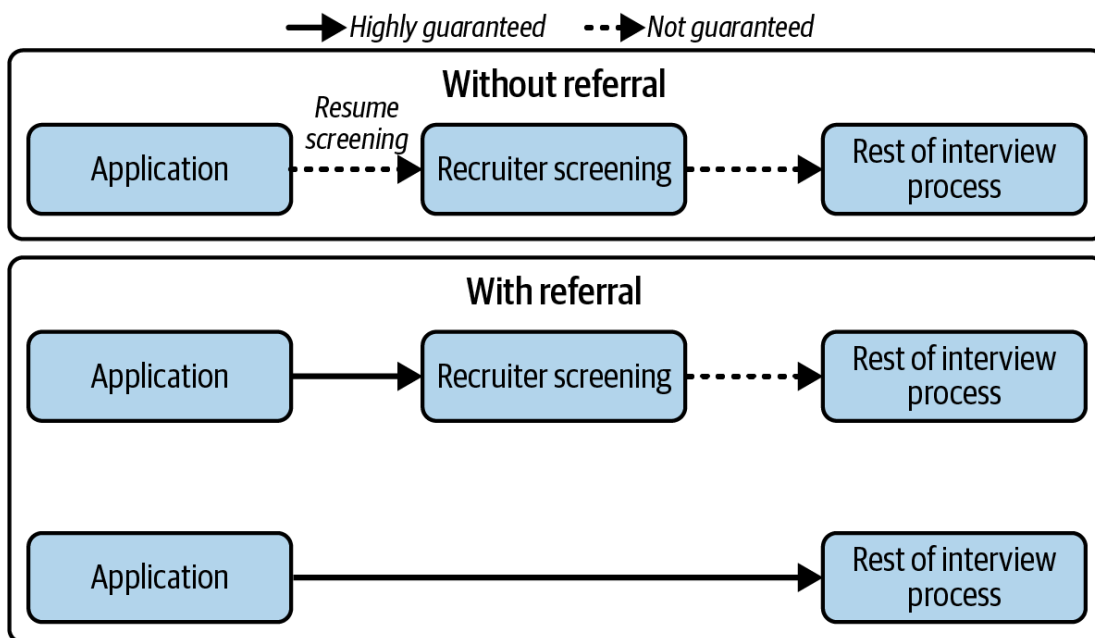 Highly guaranteed
Not guaranteed
Without referral
Resume
screening
Application
Recruiter screening
Rest of interview
process
With referral
Application
Recruiter screening
Rest of interview
process
Application
Rest of interview
process